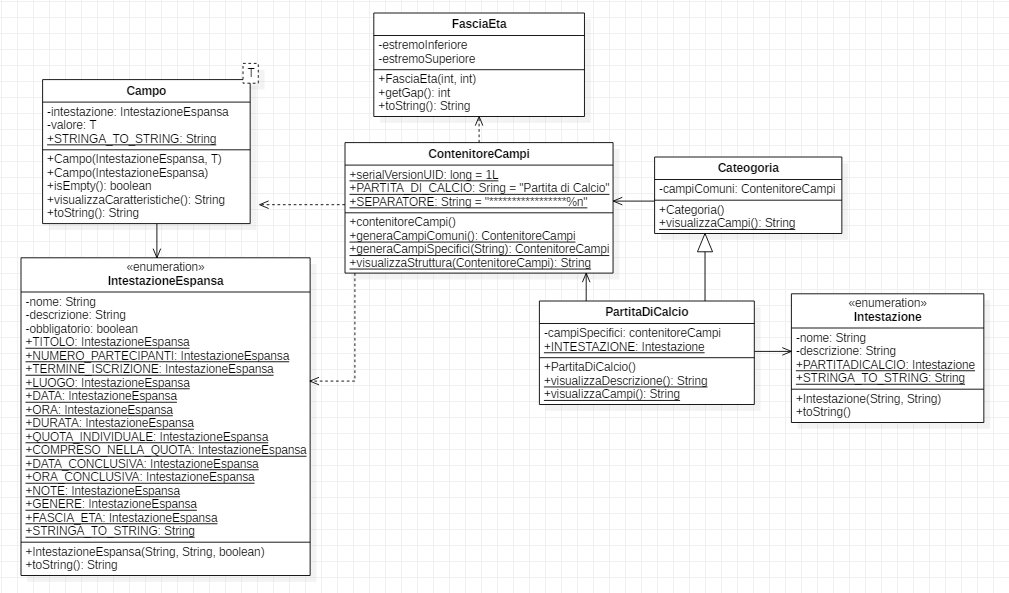 FasciaEta
-estremoInferiore
-estremoSuperiore
+FasciaEta(int, int)
+getGap(): int
+toString(): String
T
Campo
-intestazione: IntestazioneEspansa
-valore: T
+STRINGA_TO_STRING: String
+Campo(IntestazioneEspansa, T)
+Campo(IntestazioneEspansa)
+isEmpty(): boolean
+visualizzaCaratteristiche(): String
+toString(): String
ContenitoreCampi
+serialVersionUID: long = 1L
+PARTITA_DI_CALCIO: Sring = "Partita di Calcio"
+SEPARATORE: String = "*****************%n"
+contenitoreCampi()
+generaCampiComuni(): ContenitoreCampi
+generaCampiSpecifici(String): ContenitoreCampi
+visualizzaStruttura(ContenitoreCampi): String
Cateogoria
-campiComuni: ContenitoreCampi
+Categoria()
+visualizzaCampi(): String
«enumeration»
IntestazioneEspansa
-nome: String
-descrizione: String
-obbligatorio: boolean
+TITOLO: IntestazioneEspansa
+NUMERO_PARTECIPANTI: IntestazioneEspansa
+TERMINE_ISCRIZIONE: IntestazioneEspansa
+LUOGO: IntestazioneEspansa
+DATA: IntestazioneEspansa
+ORA: IntestazioneEspansa
+DURATA: IntestazioneEspansa
+QUOTA_INDIVIDUALE: IntestazioneEspansa
+COMPRESO_NELLA_QUOTA: IntestazioneEspansa
+DATA_CONCLUSIVA: IntestazioneEspansa
+ORA_CONCLUSIVA: IntestazioneEspansa
+NOTE: IntestazioneEspansa
+GENERE: IntestazioneEspansa
+FASCIA_ETA: IntestazioneEspansa
+STRINGA_TO_STRING: String
+IntestazioneEspansa(String, String, boolean)
+toString(): String
PartitaDiCalcio
-campiSpecifici: contenitoreCampi
+INTESTAZIONE: Intestazione
+PartitaDiCalcio()
+visualizzaDescrizione(): String
+visualizzaCampi(): String
«enumeration»
Intestazione
-nome: String
-descrizione: String
+PARTITADICALCIO: Intestazione
+STRINGA_TO_STRING: String
+Intestazione(String, String)
+toString()